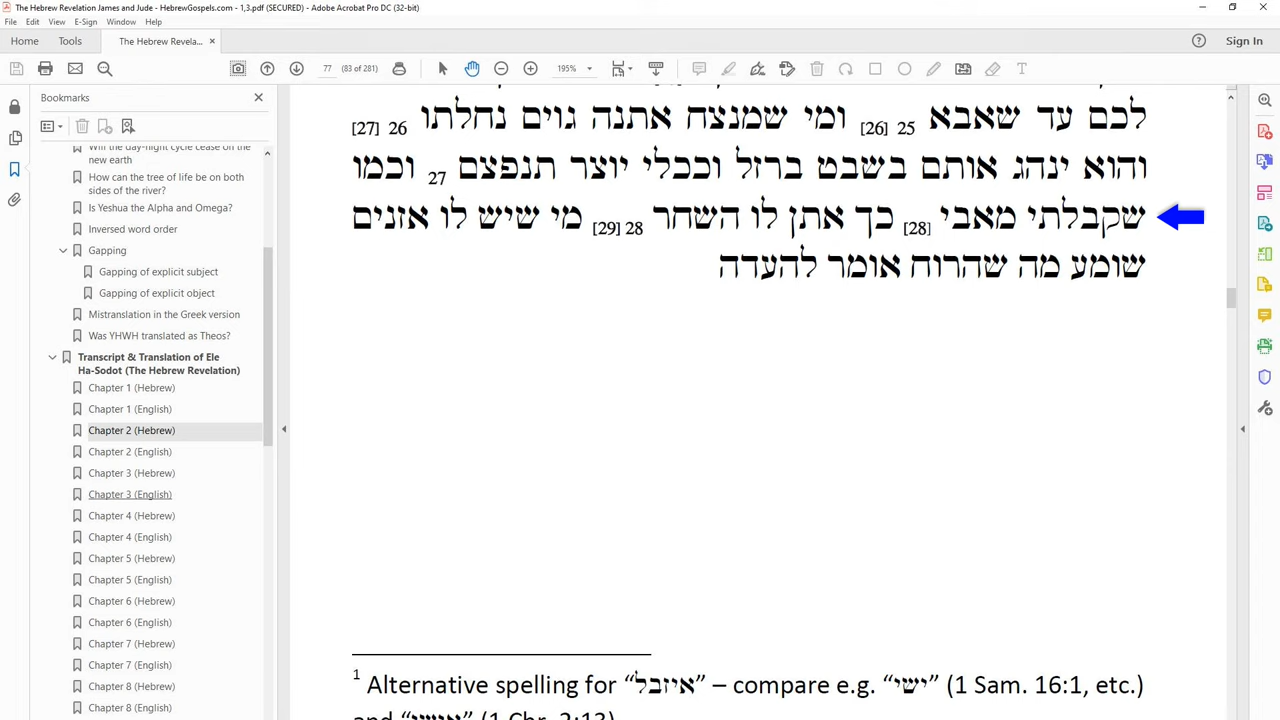 The Hebrew Revelation James and Jude - HebrewGospels.com - 1,3.pdf (SECURED) - Adobe Acrobat Pro DC (32-bit)
File Edit View E-Sign Window Help
Home Tools The Hebrew Revela... × Sign In
77 (83 of 281) 195%
Bookmarks
Will the day-night cycle cease on the
new earth
How can the tree of life be on both
sides of the river?
Is Yeshua the Alpha and Omega?
Inversed word order
Gapping
Gapping of explicit subject
Gapping of explicit object
Mistranslation in the Greek version
Was YHWH translated as Theos?
Transcript & Translation of Ele
Ha-Sodot (The Hebrew Revelation)
Chapter 1 (Hebrew)
Chapter 1 (English)
Chapter 2 (Hebrew)
Chapter 2 (English)
Chapter 3 (Hebrew)
Chapter 3 (English)
Chapter 4 (Hebrew)
Chapter 4 (English)
Chapter 5 (Hebrew)
Chapter 5 (English)
Chapter 6 (Hebrew)
Chapter 6 (English)
Chapter 7 (Hebrew)
Chapter 7 (English)
Chapter 8 (Hebrew)
Chapter 8 (English)
לכם עד שאבא 25 [26] ומי שמנצח אתנה גוים נחלתו 26 [27]
והוא ינהג אותם בשבט ברזל וככלי יוצר תנפצם 27 וכמו
שקבלתי מאבי [28] כך אתן לו השחר 28 [29] מי שיש לו אזנים
שומע מה שהרוח אומר להעדה
1 Alternative spelling for “איזבל” – compare e.g. “ישי” (1 Sam. 16:1, etc.)
and “אישי” (1 Chr. 2:13)